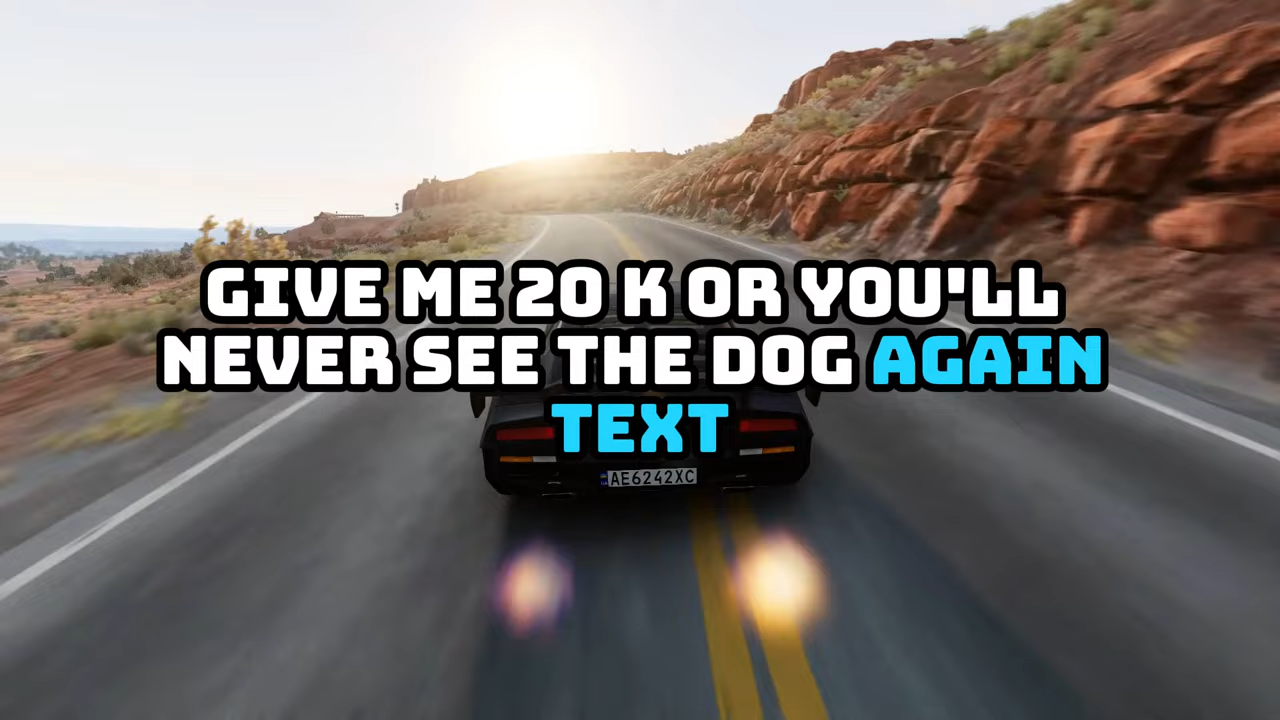 GIVE ME 20 K OR YOU'LL
NEVER SEE THE DOG AGAIN
TEXT
AE6242XC